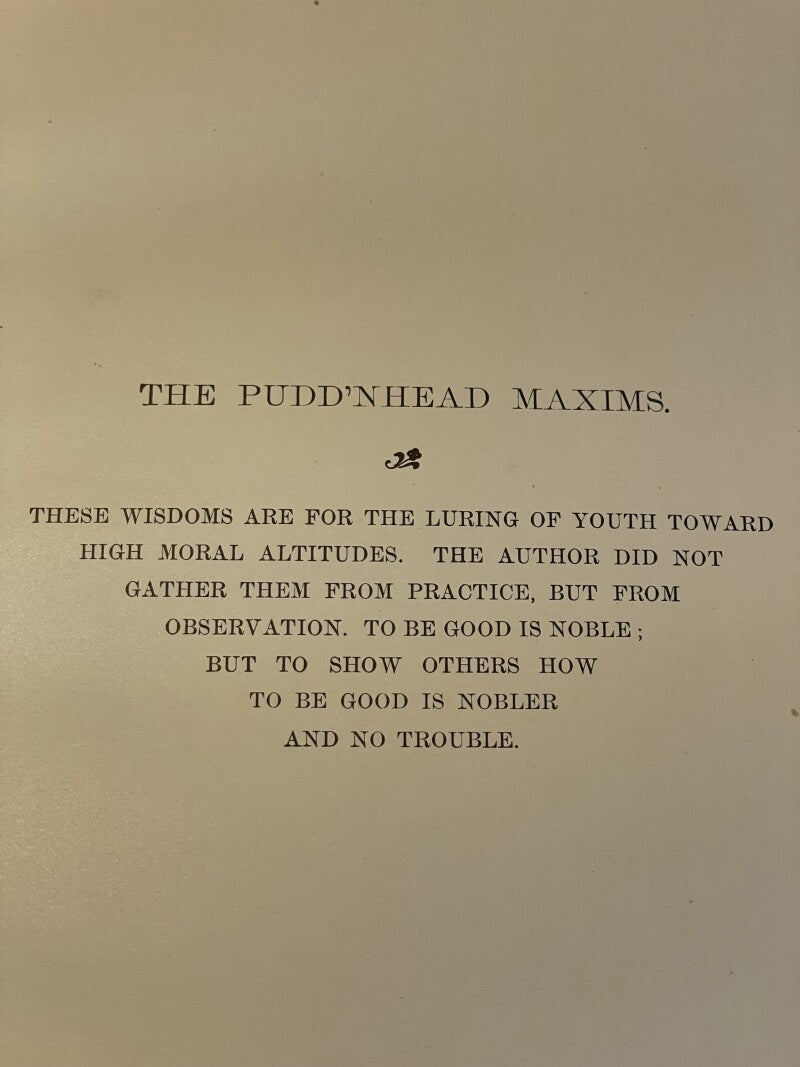 THE PUDD'NHEAD MAXIMS.
THESE WISDOMS ARE FOR THE LURING OF YOUTH TOWARD
HIGH MORAL ALTITUDES. THE AUTHOR DID NOT
GATHER THEM FROM PRACTICE, BUT FROM
OBSERVATION. TO BE GOOD IS NOBLE ;
BUT TO SHOW OTHERS HOW
TO BE GOOD IS NOBLER
AND NO TROUBLE.